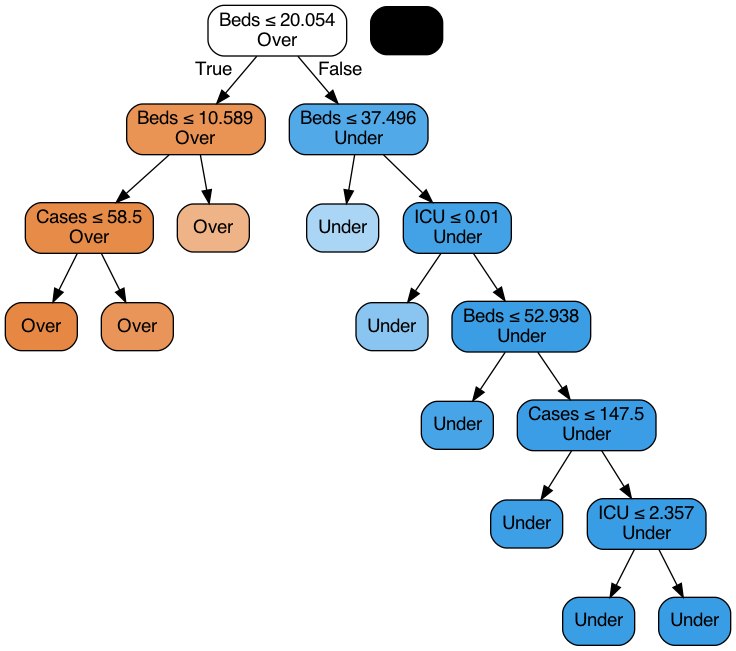 Beds ≤ 20.054
Over
True
False
Beds ≤ 10.589
Over
Beds ≤ 37.496
Under
Cases ≤ 58.5
Over
Over
Under
ICU ≤ 0.01
Under
Over
Over
Under
Beds ≤ 52.938
Under
Under
Cases ≤ 147.5
Under
Under
ICU ≤ 2.357
Under
Under
Under